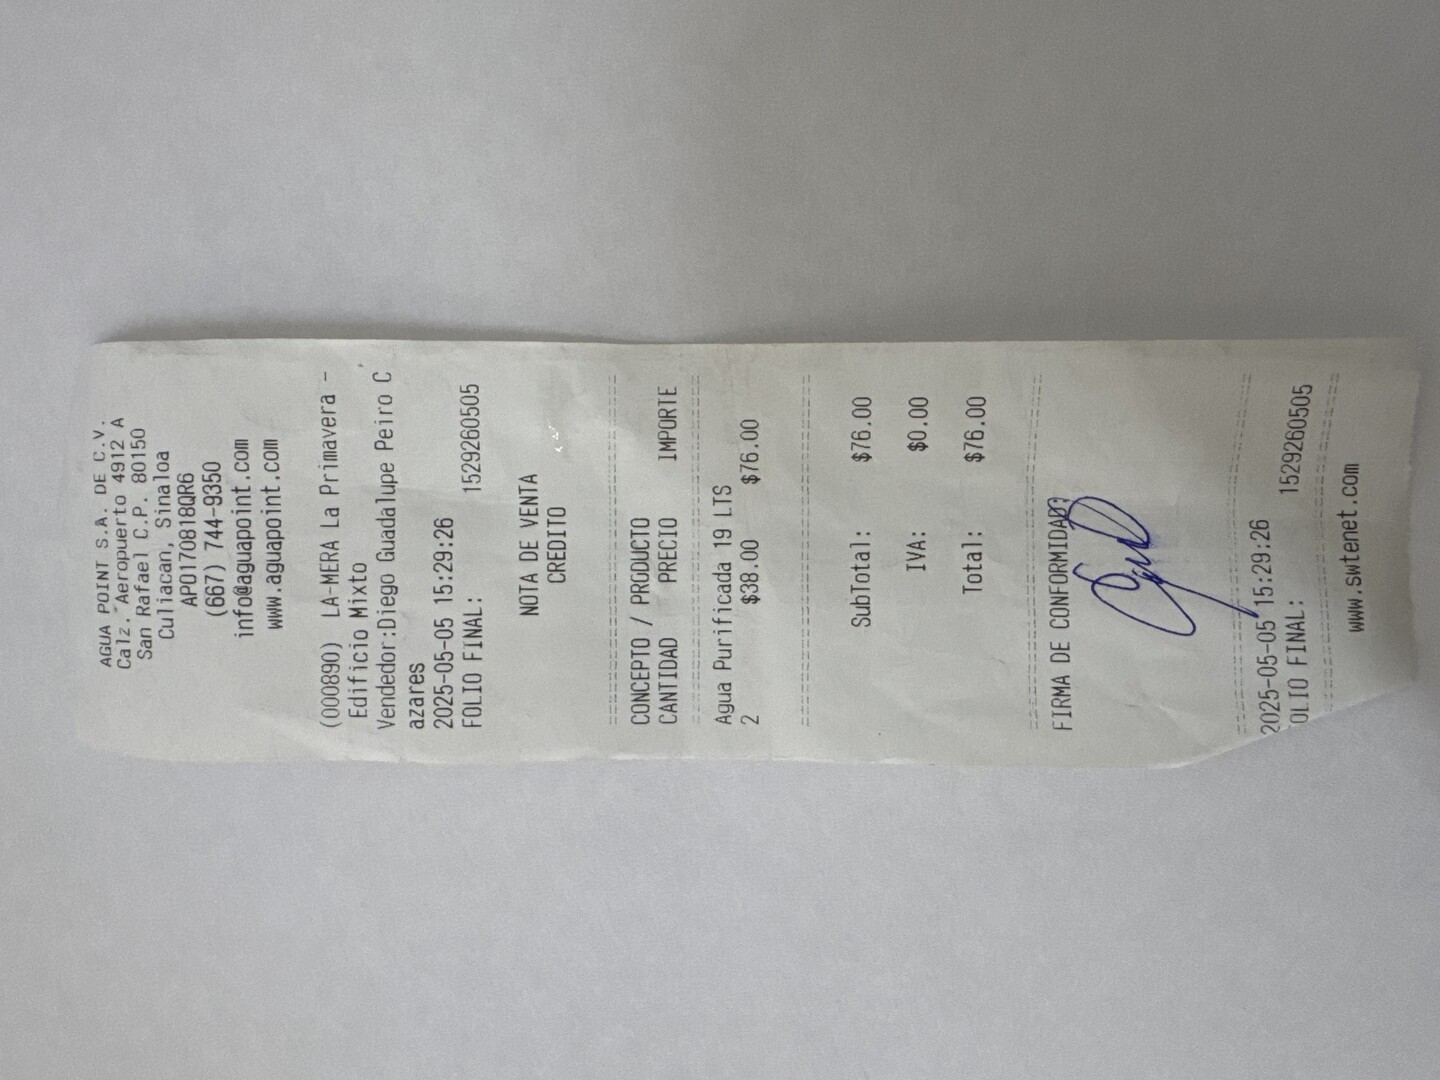 AGUA POINT S.A. DE C.V.
Calz. Aeropuerto 4912 A
San Rafael C.P. 80150
Culiacan, Sinaloa
APO170818QR6
(667) 744-9350
info@aguapoint.com
www.aguapoint.com
(000890) LA-MERA La Primavera -
Edificio Mixto
Vendedor:Diego Guadalupe Peiro C
azares
2025-05-05 15:29:26
FOLIO FINAL: 1529260505
NOTA DE VENTA
CREDITO
CONCEPTO / PRODUCTO
CANTIDAD PRECIO IMPORTE
Agua Purificada 19 LTS
2 $38.00 $76.00
SubTotal: $76.00
IVA: $0.00
Total: $76.00
FIRMA DE CONFORMIDAD:
2025-05-05 15:29:26
OLIO FINAL: 1529260505
www.swtenet.com